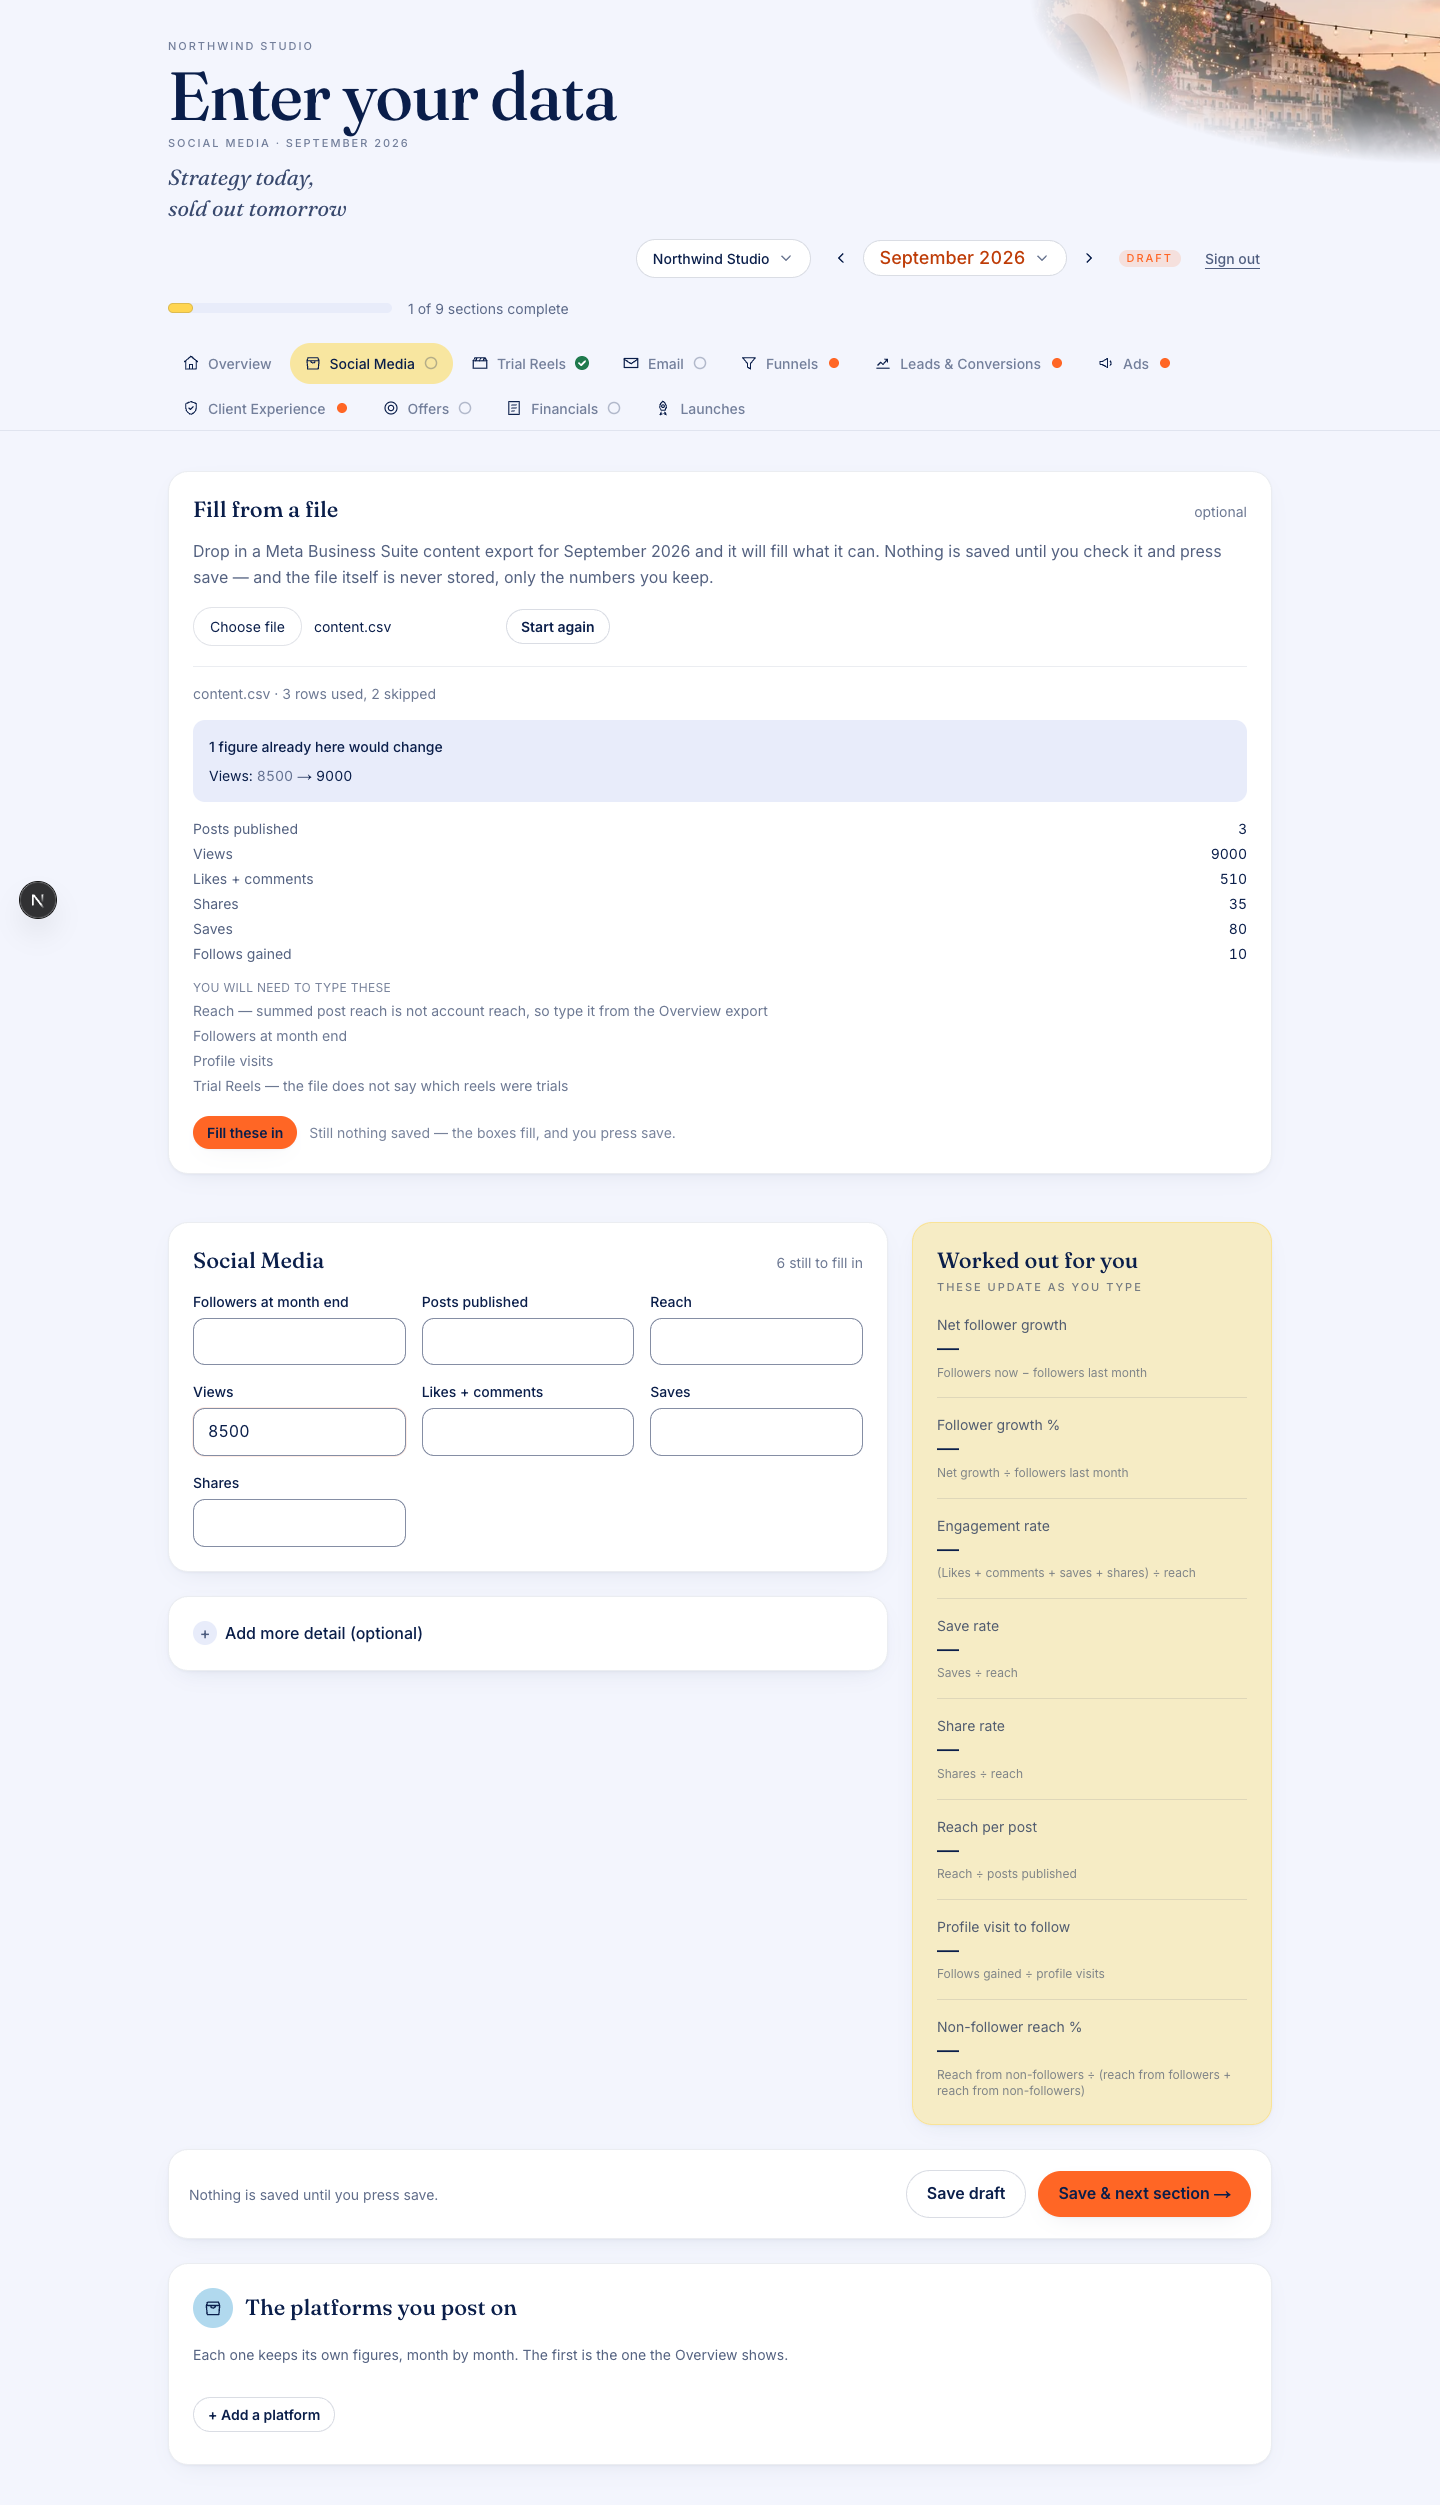 NORTHWIND STUDIO
Enter your data
SOCIAL MEDIA · SEPTEMBER 2026
Strategy today,
sold out tomorrow
Northwind Studio
September 2026
DRAFT
Sign out
1 of 9 sections complete
Overview
Social Media
Trial Reels
Email
Funnels
Leads & Conversions
Ads
Client Experience
Offers
Financials
Launches
Fill from a file
optional
Drop in a Meta Business Suite content export for September 2026 and it will fill what it can. Nothing is saved until you check it and press
save — and the file itself is never stored, only the numbers you keep.
Choose file
content.csv
Start again
content.csv · 3 rows used, 2 skipped
1 figure already here would change
Views: 8500 → 9000
Posts published 3
Views 9000
Likes + comments 510
Shares 35
Saves 80
Follows gained 10
YOU WILL NEED TO TYPE THESE
Reach — summed post reach is not account reach, so type it from the Overview export
Followers at month end
Profile visits
Trial Reels — the file does not say which reels were trials
Fill these in
Still nothing saved — the boxes fill, and you press save.
N
Social Media
6 still to fill in
Followers at month end
Posts published
Reach
Views
Likes + comments
Saves
8500
Shares
+ Add more detail (optional)
Worked out for you
THESE UPDATE AS YOU TYPE
Net follower growth
—
Followers now − followers last month
Follower growth %
—
Net growth ÷ followers last month
Engagement rate
—
(Likes + comments + saves + shares) ÷ reach
Save rate
—
Saves ÷ reach
Share rate
—
Shares ÷ reach
Reach per post
—
Reach ÷ posts published
Profile visit to follow
—
Follows gained ÷ profile visits
Non-follower reach %
—
Reach from non-followers ÷ (reach from followers +
reach from non-followers)
Nothing is saved until you press save.
Save draft
Save & next section →
The platforms you post on
Each one keeps its own figures, month by month. The first is the one the Overview shows.
+ Add a platform